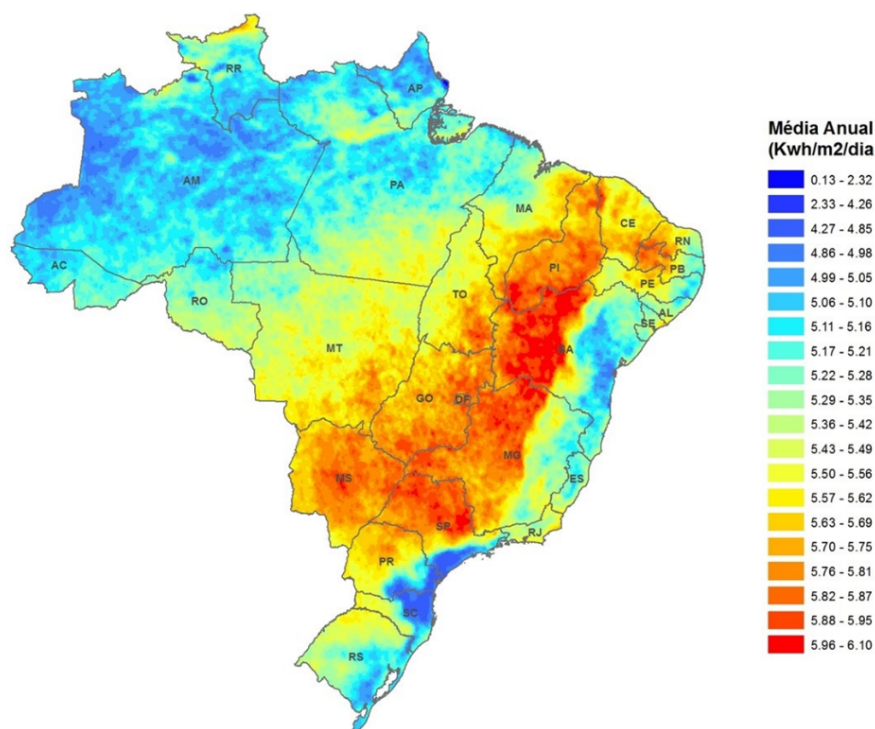 RR
AP
AM
PA
MA
CE
RN
PB
PE
AL
SE
PI
AC
RO
TO
BA
MT
GO
DF
MG
ES
MS
SP
RJ
PR
SC
RS
Média Anual
(Kwh/m2/dia
0.13 - 2.32
2.33 - 4.26
4.27 - 4.85
4.86 - 4.98
4.99 - 5.05
5.06 - 5.10
5.11 - 5.16
5.17 - 5.21
5.22 - 5.28
5.29 - 5.35
5.36 - 5.42
5.43 - 5.49
5.50 - 5.56
5.57 - 5.62
5.63 - 5.69
5.70 - 5.75
5.76 - 5.81
5.82 - 5.87
5.88 - 5.95
5.96 - 6.10